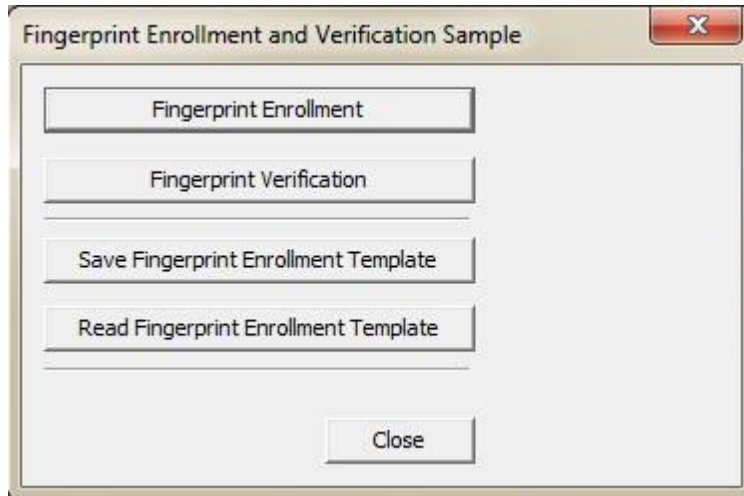 Fingerprint Enrollment and Verification Sample
Fingerprint Enrollment
Fingerprint Verification
Save Fingerprint Enrollment Template
Read Fingerprint Enrollment Template
Close